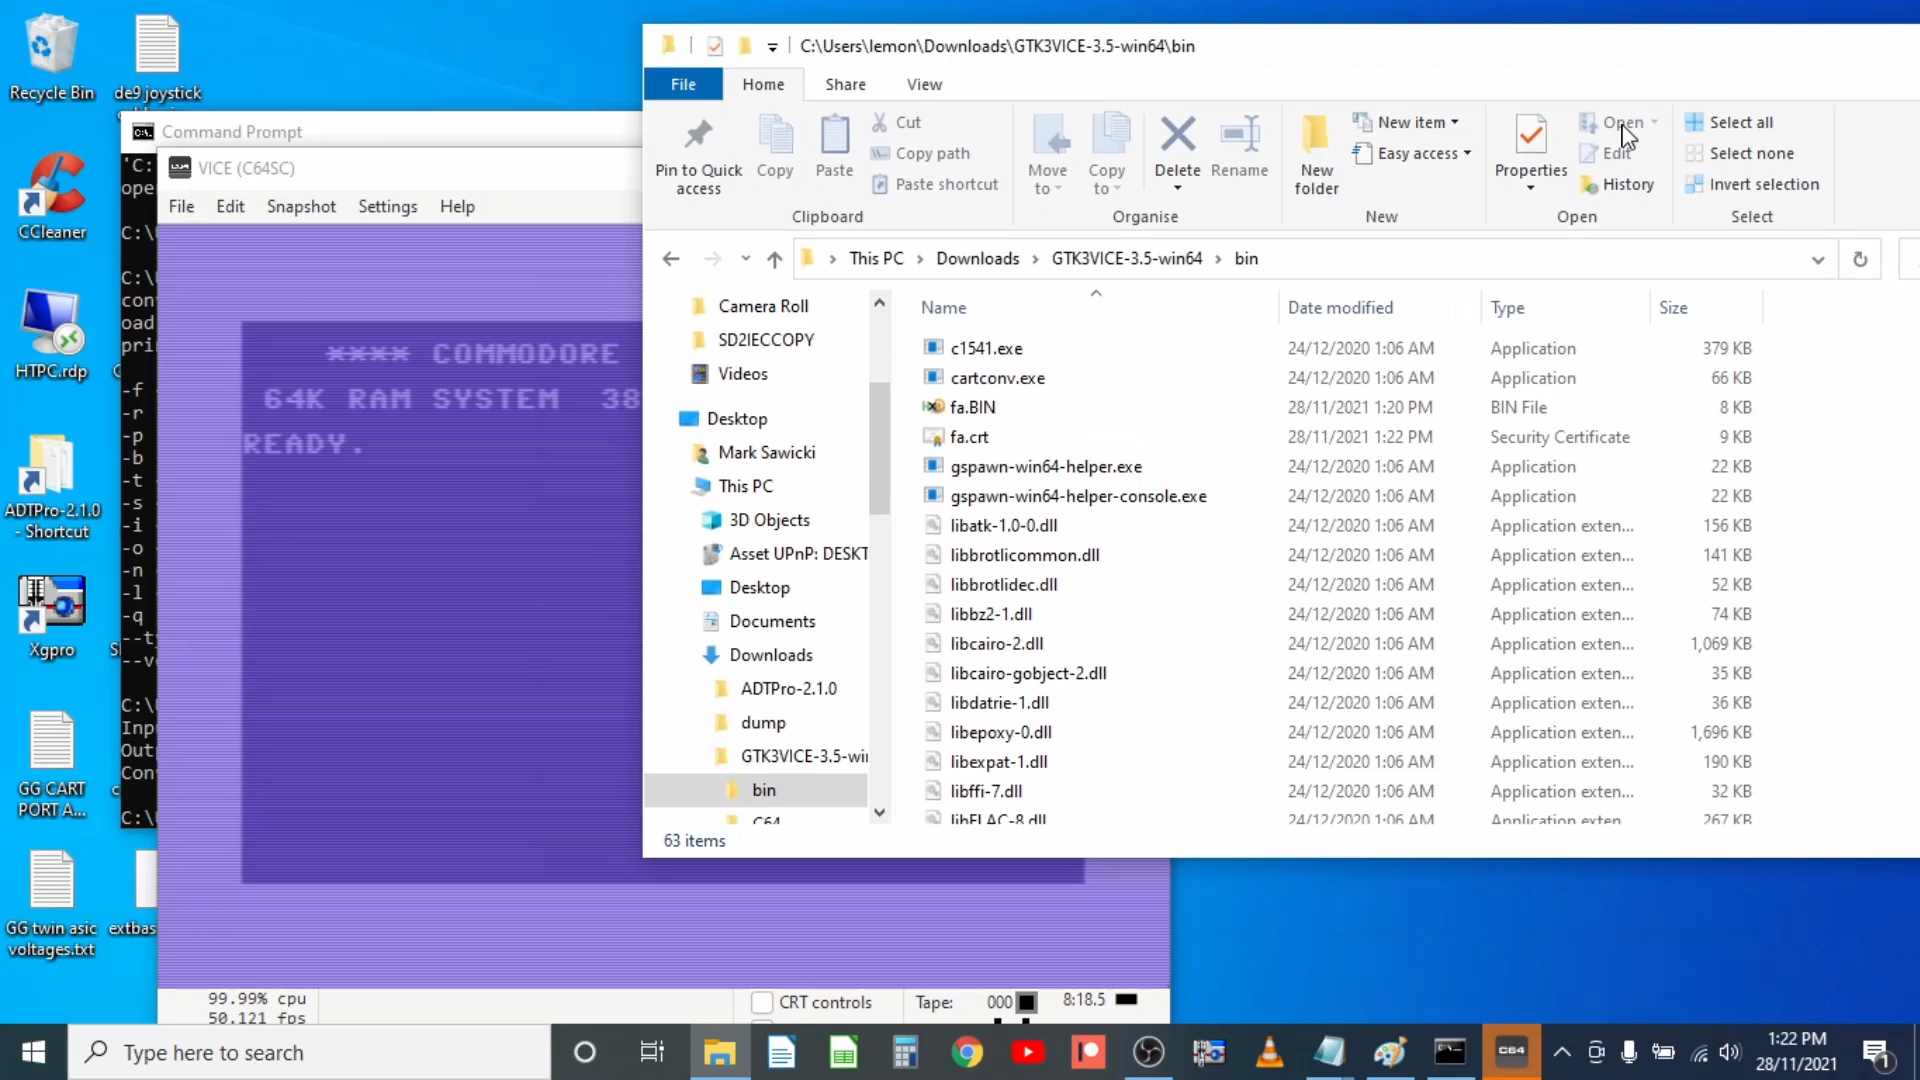 Recycle Bin
de9 joystick
CCleaner
HTPC.rdp
ADTPro-2.1.0
- Shortcut
Xgpro
GG CART
PORT A...
GG twin asic
voltages.txt
extbas
Command Prompt
'C:
ope
C:\
C:\
con
oad
pri
-f
-r
-p
-b
-t
-s
-i
-o
-n
-l
-q
--t
--v
C:\
Inp
Out
Con
C:\
VICE (C64SC)
File Edit Snapshot Settings Help
**** COMMODORE
64K RAM SYSTEM 38
READY.
99.99% cpu
50.121 fps
CRT controls
Tape: 000
8:18.5
C:\Users\lemon\Downloads\GTK3VICE-3.5-win64\bin
File Home Share View
Pin to Quick
access
Copy
Paste
Cut
Copy path
Paste shortcut
Clipboard
Move
to
Copy
to
Delete
Rename
Organise
New
folder
New item
Easy access
New
Properties
Open
Edit
History
Open
Select all
Select none
Invert selection
Select
This PC > Downloads > GTK3VICE-3.5-win64 > bin
Camera Roll
SD2IECCOPY
Videos
Desktop
Mark Sawicki
This PC
3D Objects
Asset UPnP: DESKT
Desktop
Documents
Downloads
ADTPro-2.1.0
dump
GTK3VICE-3.5-wi
bin
C64
Name Date modified Type Size
c1541.exe 24/12/2020 1:06 AM Application 379 KB
cartconv.exe 24/12/2020 1:06 AM Application 66 KB
fa.BIN 28/11/2021 1:20 PM BIN File 8 KB
fa.crt 28/11/2021 1:22 PM Security Certificate 9 KB
gspawn-win64-helper.exe 24/12/2020 1:06 AM Application 22 KB
gspawn-win64-helper-console.exe 24/12/2020 1:06 AM Application 22 KB
libatk-1.0-0.dll 24/12/2020 1:06 AM Application exten... 156 KB
libbrotlicommon.dll 24/12/2020 1:06 AM Application exten... 141 KB
libbrotlidec.dll 24/12/2020 1:06 AM Application exten... 52 KB
libbz2-1.dll 24/12/2020 1:06 AM Application exten... 74 KB
libcairo-2.dll 24/12/2020 1:06 AM Application exten... 1,069 KB
libcairo-gobject-2.dll 24/12/2020 1:06 AM Application exten... 35 KB
libdatrie-1.dll 24/12/2020 1:06 AM Application exten... 36 KB
libepoxy-0.dll 24/12/2020 1:06 AM Application exten... 1,696 KB
libexpat-1.dll 24/12/2020 1:06 AM Application exten... 190 KB
libffi-7.dll 24/12/2020 1:06 AM Application exten... 32 KB
libFLAC-8.dll 24/12/2020 1:06 AM Application exten... 267 KB
63 items
Type here to search
C64
1:22 PM
28/11/2021
1